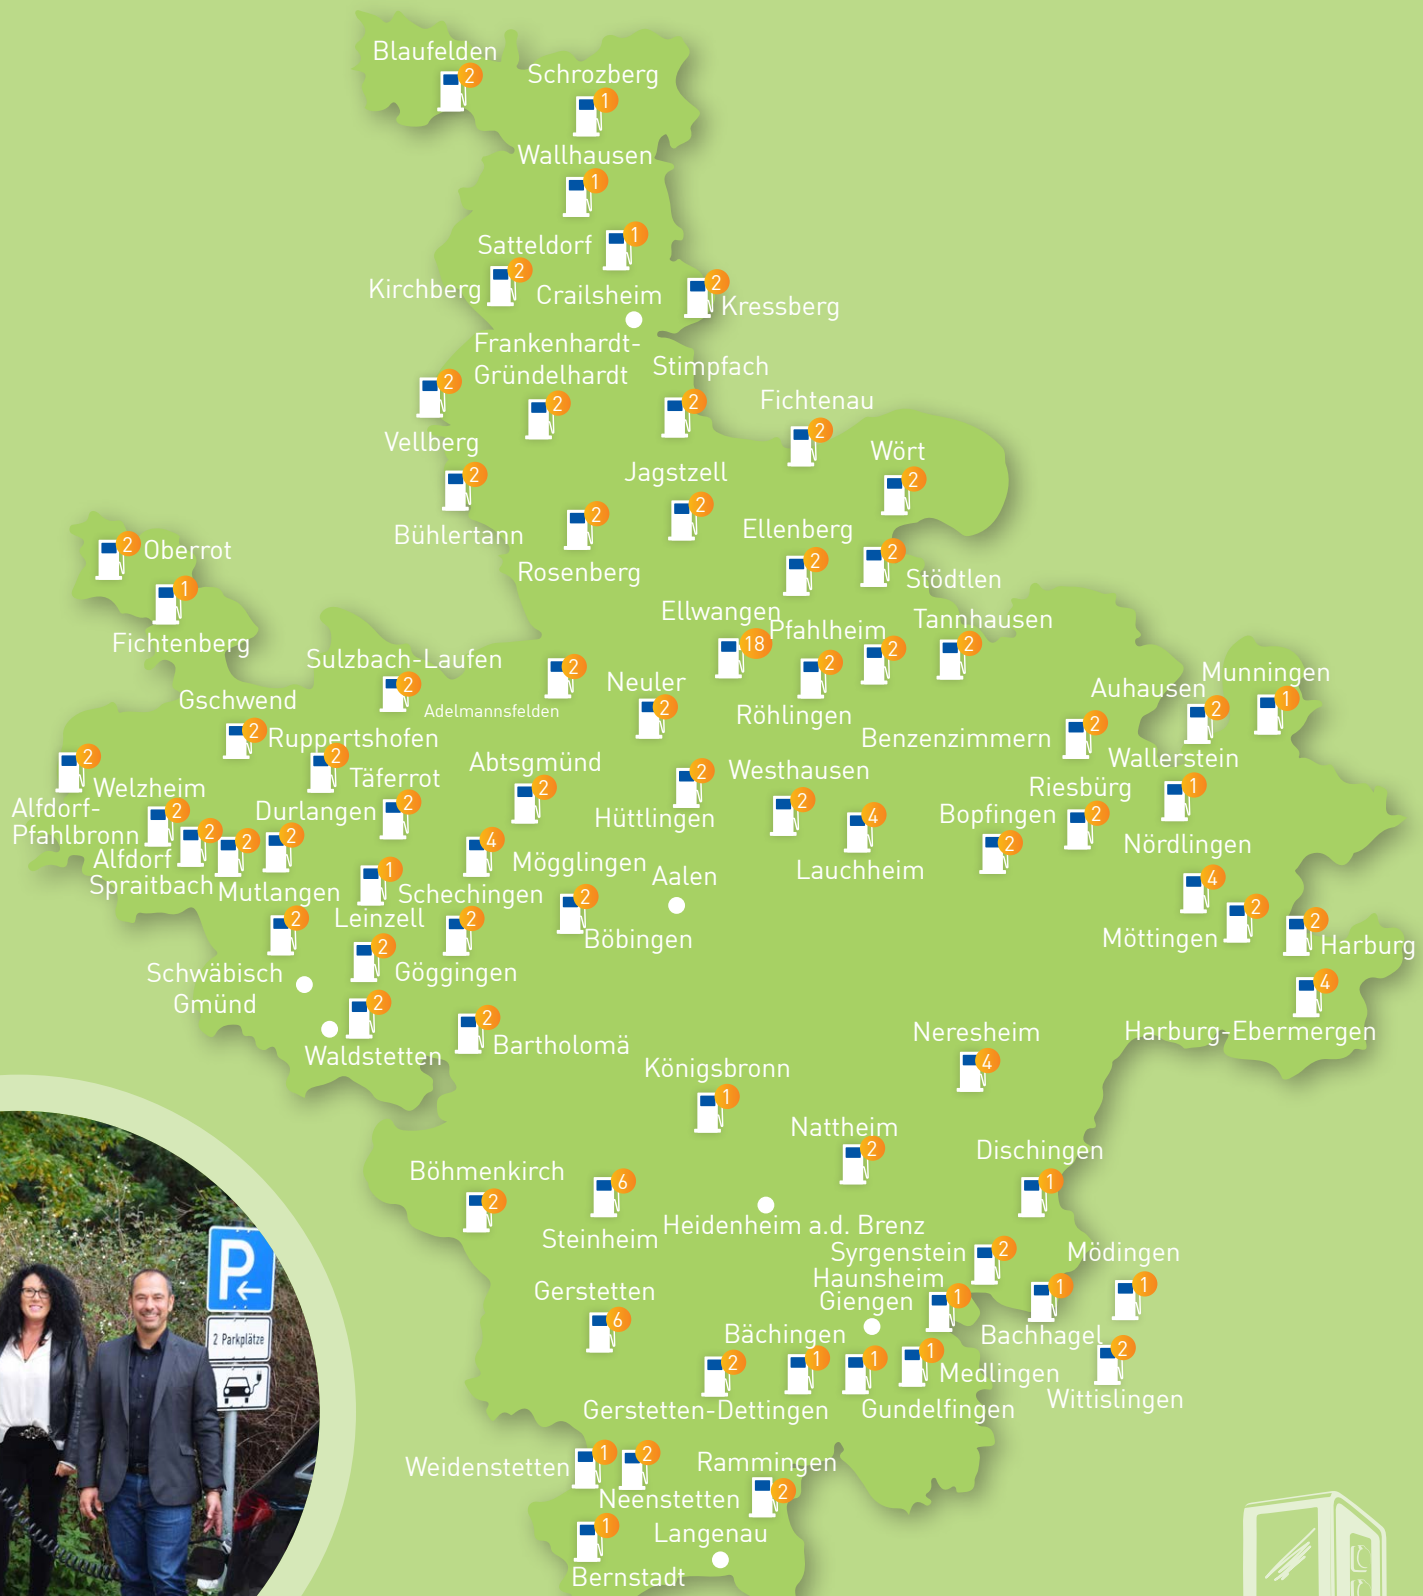 Blaufelden
2
Schrozberg
1
Wallhausen
1
Satteldorf
1
Kirchberg
2
Crailsheim
2
Kressberg
Frankenhardt-
Gründelhardt
2
Stimpfach
2
Fichtenau
2
2
Vellberg
Wört
2
Jagstzell
2
2
Bühlertann
2
Rosenberg
Ellenberg
2
2
Stödtlen
2
Oberrot
1
Fichtenberg
Ellwangen
18
Pfahlheim
2
Tannhausen
2
2
Röhlingen
Sulzbach-Laufen
2
2
Adelmannsfelden
Neuler
2
Munningen
1
Auhausen
2
Gschwend
2
Ruppertshofen
2
Benzenzimmern
2
Wallerstein
1
2
Welzheim
Täferrot
2
Abtsgmünd
2
2
Hüttlingen
Westhausen
2
4
Lauchheim
Riesbürg
2
Bopfingen
2
Alfdorf-
Pfahlbronn
2
Durlangen
2
Alfdorf
2
Spraitbach
2
Mutlangen
1
Schechingen
4
Mögglingen
2
Böbingen
Aalen
Nördlingen
4
Möttingen
2
2
Harburg
4
Harburg-Ebermergen
2
Leinzell
2
2
Göggingen
Schwäbisch
Gmünd
2
Waldstetten
2
Bartholomä
Neresheim
4
Königsbronn
1
Nattheim
2
Dischingen
1
Böhmenkirch
2
6
Steinheim
Heidenheim a.d. Brenz
Syrgenstein
2
Mödingen
1
Haunsheim
1
Giengen
1
Bachhagel
Gerstetten
6
Bächingen
1
2
Gerstetten-Dettingen
1
Gundelfingen
1
Medlingen
2
Wittislingen
Weidenstetten
1
2
Neenstetten
Rammingen
2
1
Langenau
Bernstadt
P
2 Parkplätze